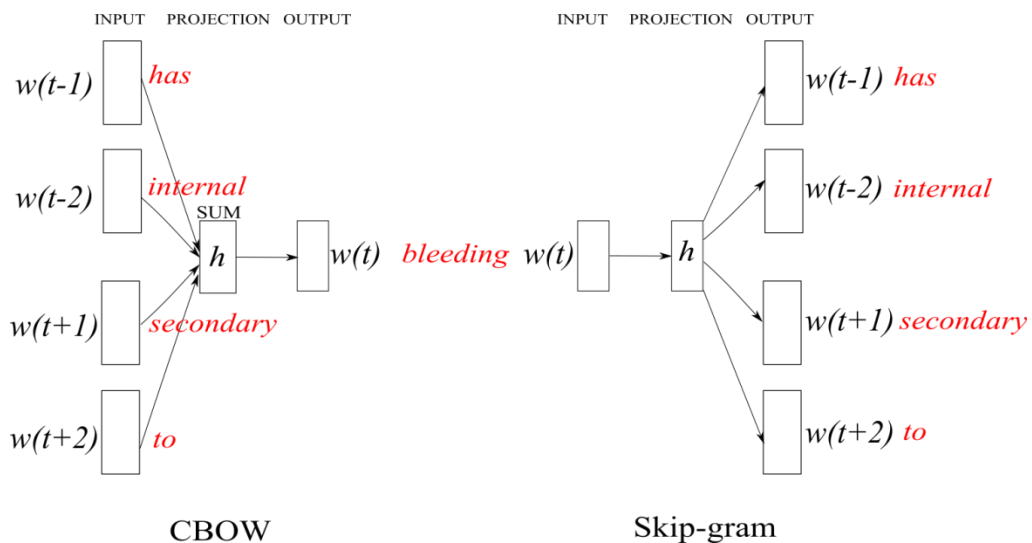 INPUT PROJECTION OUTPUT
w(t-1) has
w(t-2) internal
SUM
h
w(t) bleeding
w(t+1) secondary
w(t+2) to
CBOW
INPUT PROJECTION OUTPUT
w(t-1) has
w(t-2) internal
w(t)
h
w(t+1) secondary
w(t+2) to
Skip-gram